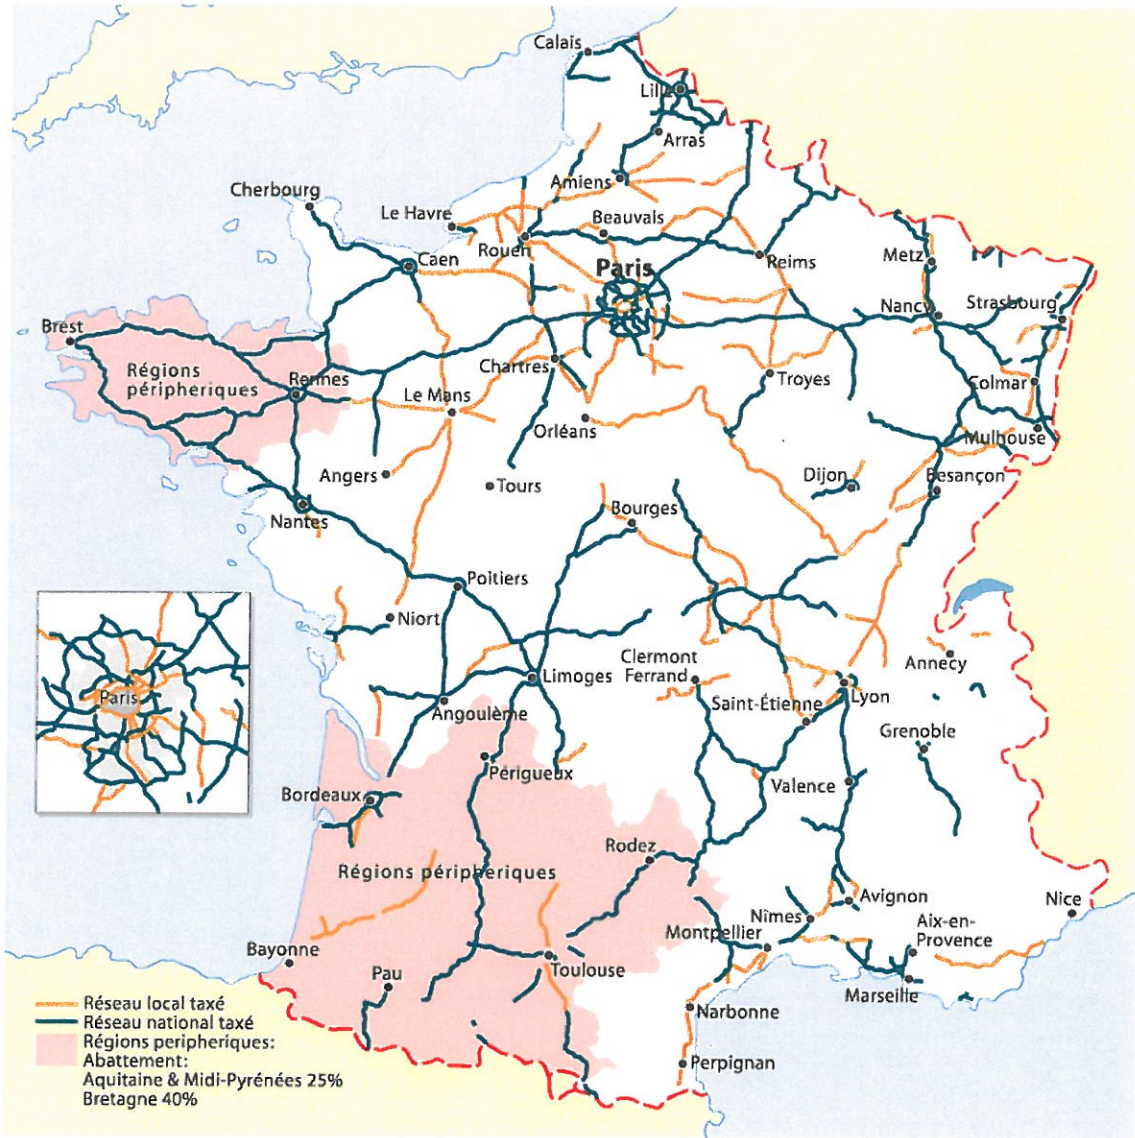 Calais
Lille
Arras
Amiens
Cherbourg
Le Havre
Beauvais
Rouen
Caen
Paris
Reims
Metz
Nancy
Strasbourg
Brest
Régions
péripheriques
Rennes
Chartres
Le Mans
Troyes
Colmar
Orléans
Mulhouse
Angers
Tours
Dijon
Besançon
Nantes
Bourges
Poitiers
Niort
Annecy
Clermont
Ferrand
Limoges
Paris
Lyon
Saint-Étienne
Angoulême
Grenoble
Périgueux
Valence
Bordeaux
Rodez
Régions péripheriques
Avignon
Nice
Nîmes
Aix-en-
Provence
Montpellier
Bayonne
Pau
Toulouse
Marseille
Narbonne
Perpignan
Réseau local taxé
Réseau national taxé
Régions peripheriques:
Abattement:
Aquitaine & Midi-Pyrénées 25%
Bretagne 40%